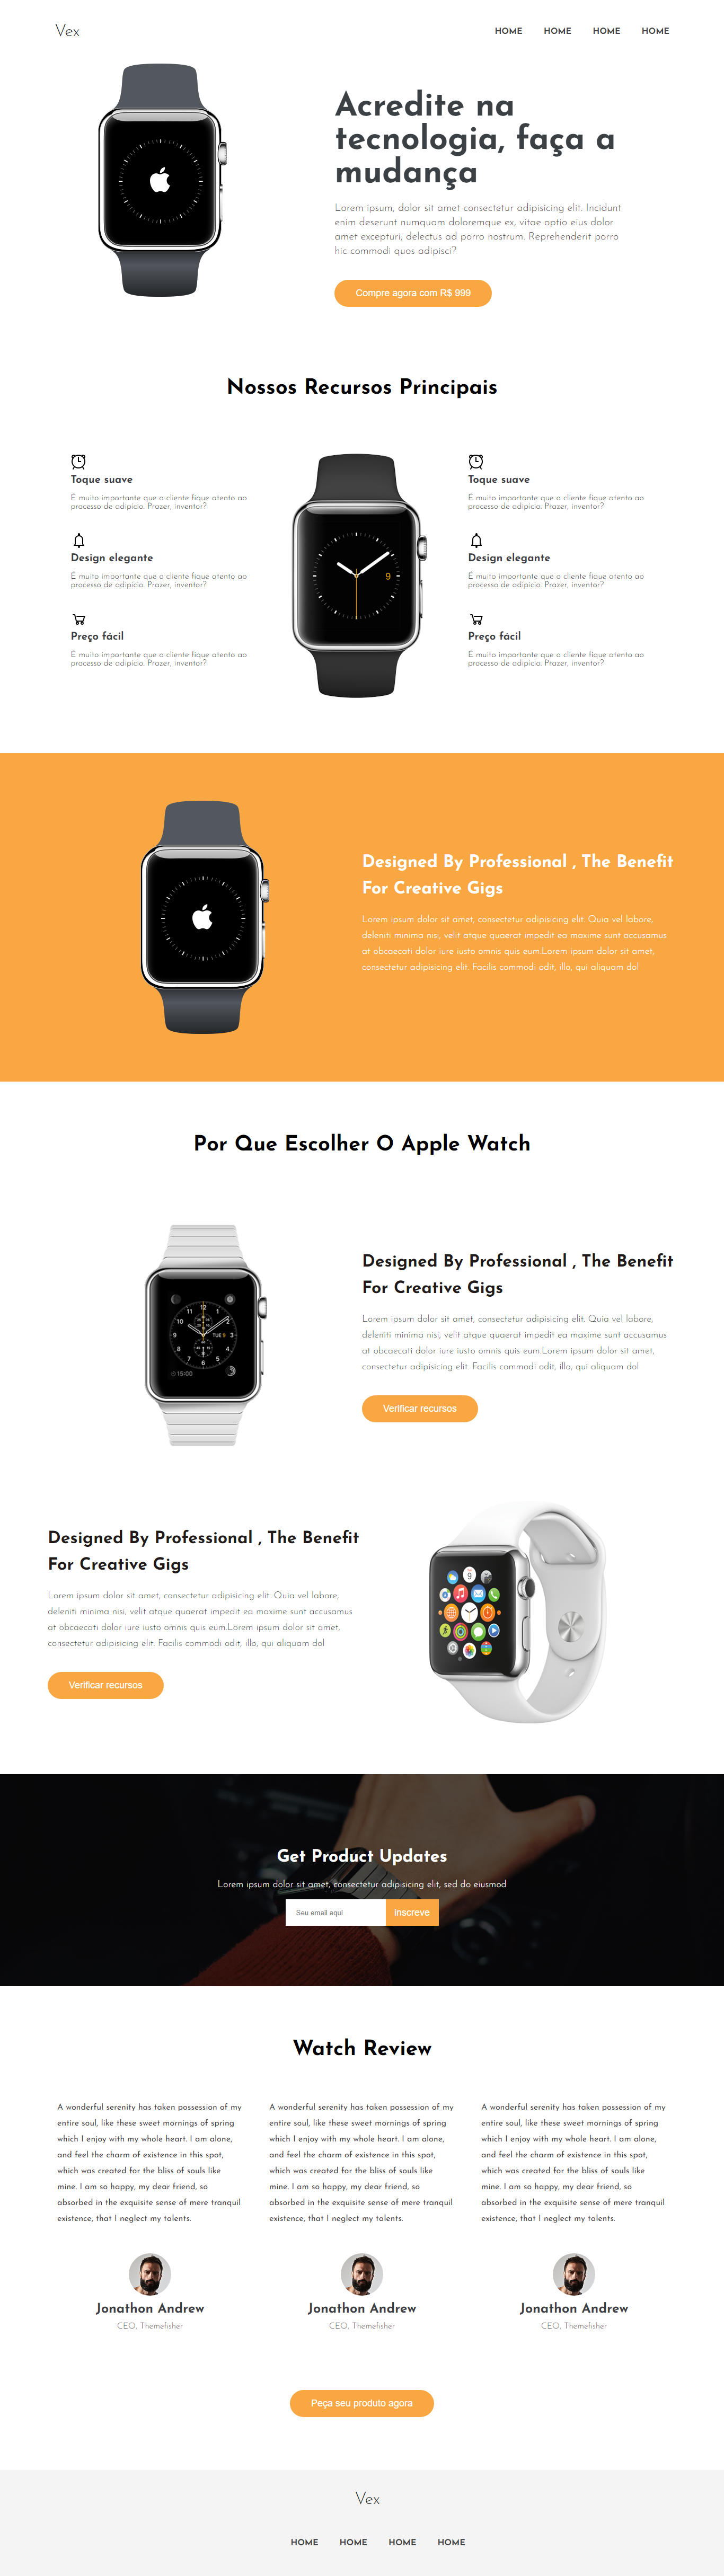 Vex
HOME HOME HOME HOME
Acredite na
tecnologia, faça a
mudança
Lorem ipsum, dolor sit amet consectetur adipisicing elit. Incidunt
enim deserunt numquam doloremque ex, vitae optio eius dolor
amet excepturi, delectus ad porro nostrum. Reprehenderit porro
hic commodi quos adipisci?
Compre agora com R$ 999
Nossos Recursos Principais
Toque suave
É muito importante que o cliente fique atento ao
processo de adipicio. Prazer, inventor?
Design elegante
É muito importante que o cliente fique atento ao
processo de adipicio. Prazer, inventor?
Preço fácil
É muito importante que o cliente fique atento ao
processo de adipicio. Prazer, inventor?
9
Toque suave
É muito importante que o cliente fique atento ao
processo de adipicio. Prazer, inventor?
Design elegante
É muito importante que o cliente fique atento ao
processo de adipicio. Prazer, inventor?
Preço fácil
É muito importante que o cliente fique atento ao
processo de adipicio. Prazer, inventor?
Designed By Professional , The Benefit
For Creative Gigs
Lorem ipsum dolor sit amet, consectetur adipisicing elit. Quia vel labore,
deleniti minima nisi, velit atque quaerat impedit ea maxime sunt accusamus
at obcaecati dolor iure iusto omnis quis eum.Lorem ipsum dolor sit amet,
consectetur adipisicing elit. Facilis commodi odit, illo, qui aliquam dol
Por Que Escolher O Apple Watch
12
11 1
10 2
9 TUE 9 3
8 4
7 5
6
15:00
Designed By Professional , The Benefit
For Creative Gigs
Lorem ipsum dolor sit amet, consectetur adipisicing elit. Quia vel labore,
deleniti minima nisi, velit atque quaerat impedit ea maxime sunt accusamus
at obcaecati dolor iure iusto omnis quis eum.Lorem ipsum dolor sit amet,
consectetur adipisicing elit. Facilis commodi odit, illo, qui aliquam dol
Verificar recursos
Designed By Professional , The Benefit
For Creative Gigs
Lorem ipsum dolor sit amet, consectetur adipisicing elit. Quia vel labore,
deleniti minima nisi, velit atque quaerat impedit ea maxime sunt accusamus
at obcaecati dolor iure iusto omnis quis eum.Lorem ipsum dolor sit amet,
consectetur adipisicing elit. Facilis commodi odit, illo, qui aliquam dol
Verificar recursos
9
Get Product Updates
Lorem ipsum dolor sit amet, consectetur adipisicing elit, sed do eiusmod
Seu email aqui
Inscreve
Watch Review
A wonderful serenity has taken possession of my
entire soul, like these sweet mornings of spring
which I enjoy with my whole heart. I am alone,
and feel the charm of existence in this spot,
which was created for the bliss of souls like
mine. I am so happy, my dear friend, so
absorbed in the exquisite sense of mere tranquil
existence, that I neglect my talents.
Jonathon Andrew
CEO, Themefisher
A wonderful serenity has taken possession of my
entire soul, like these sweet mornings of spring
which I enjoy with my whole heart. I am alone,
and feel the charm of existence in this spot,
which was created for the bliss of souls like
mine. I am so happy, my dear friend, so
absorbed in the exquisite sense of mere tranquil
existence, that I neglect my talents.
Jonathon Andrew
CEO, Themefisher
A wonderful serenity has taken possession of my
entire soul, like these sweet mornings of spring
which I enjoy with my whole heart. I am alone,
and feel the charm of existence in this spot,
which was created for the bliss of souls like
mine. I am so happy, my dear friend, so
absorbed in the exquisite sense of mere tranquil
existence, that I neglect my talents.
Jonathon Andrew
CEO, Themefisher
Peça seu produto agora
Vex
HOME HOME HOME HOME